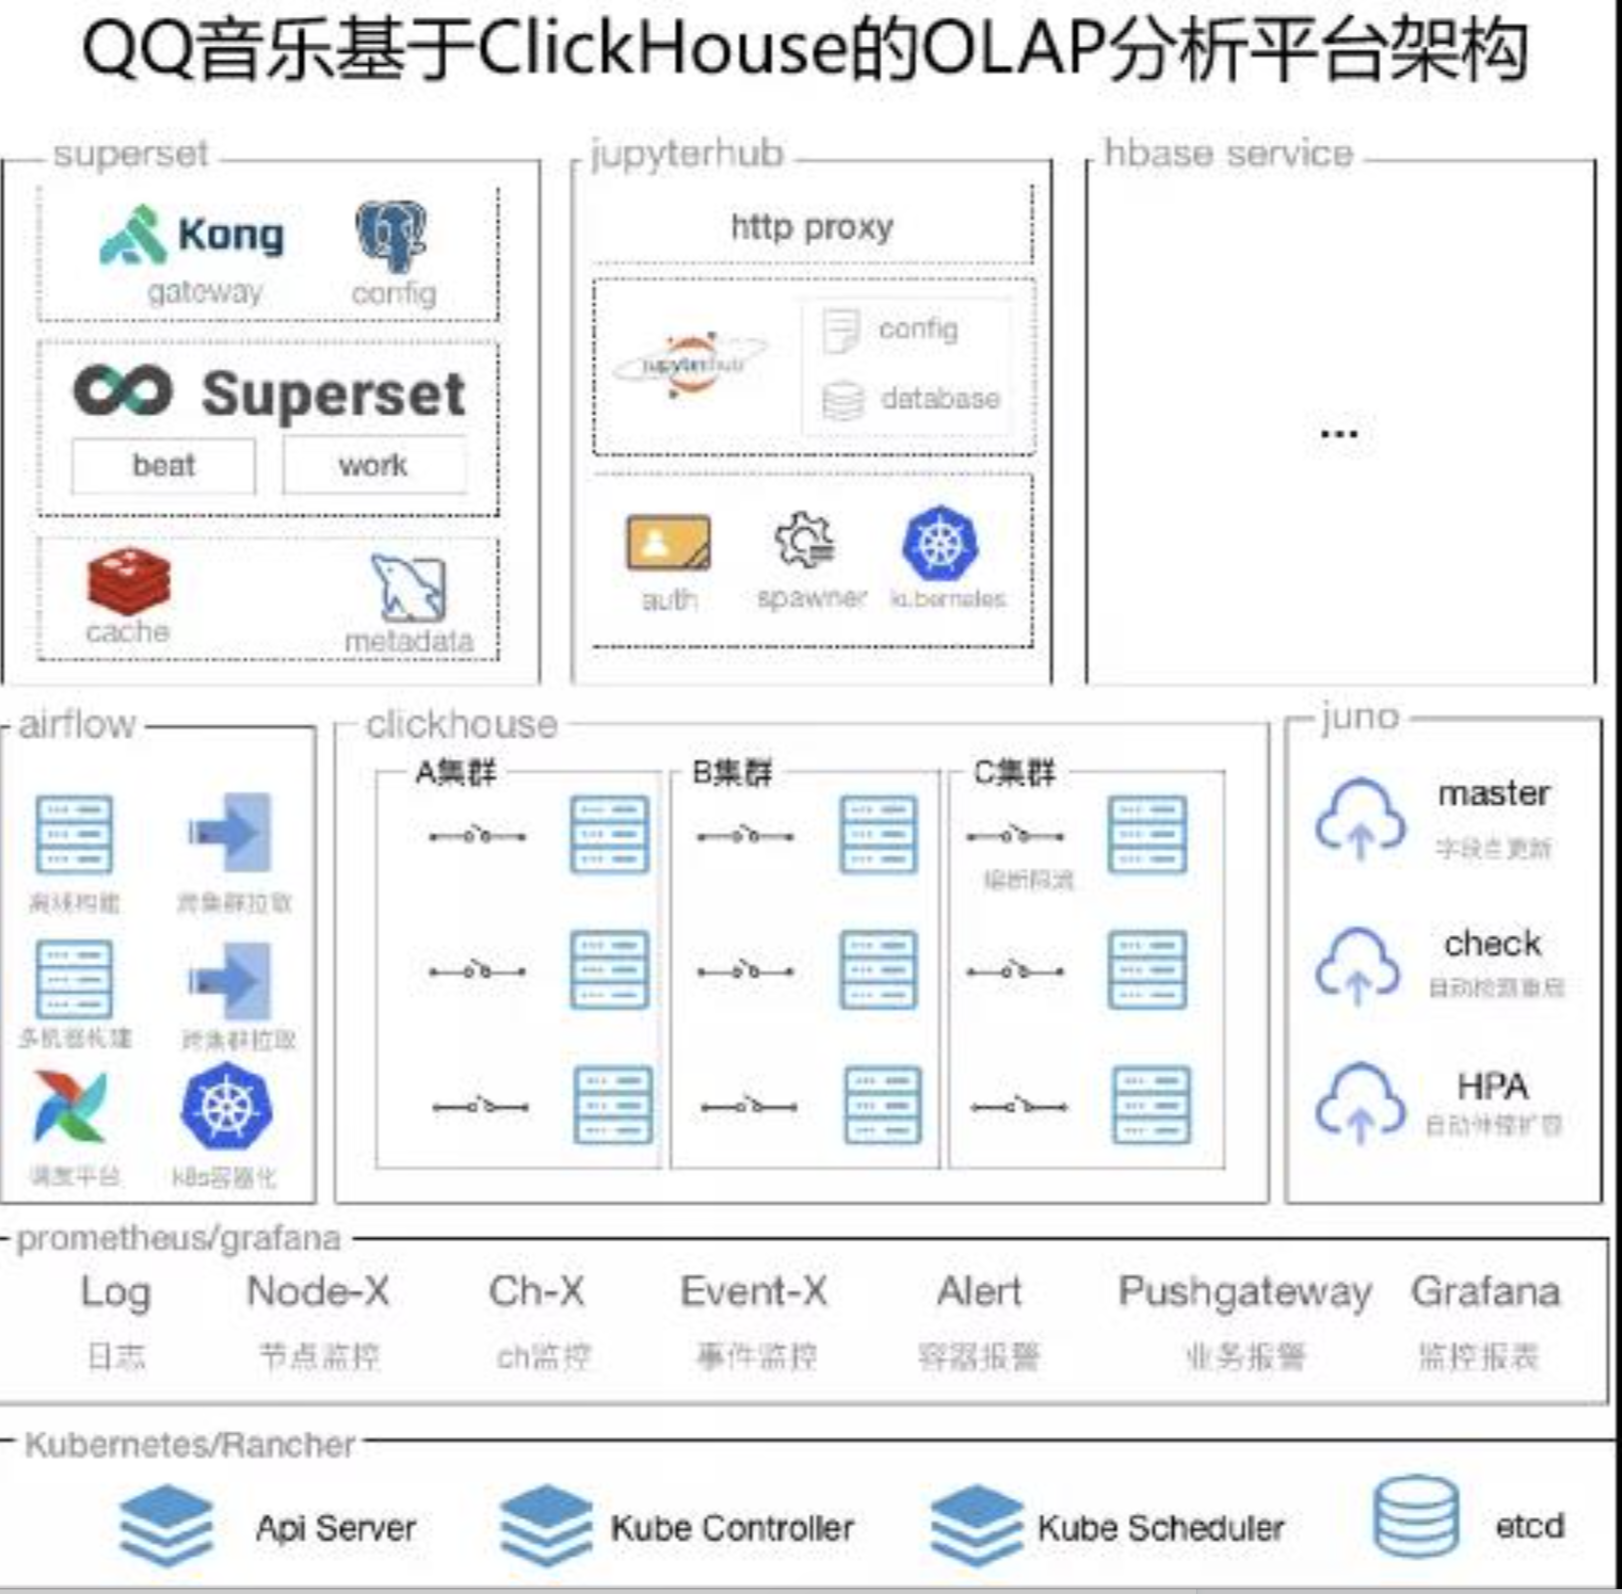 QQ音乐基于ClickHouse的OLAP分析平台架构
superset
Kong
gateway
config
Superset
beat
work
cache
metadata
jupyterhub
http proxy
jupyterhub
config
database
auth
spawner
kubernetes
hbase service
...
airflow
离线构建
跨集群拉取
多机器构建
跨集群拉取
调度平台
k8s容器化
clickhouse
A集群
B集群
C集群
熔断限流
juno
master
字段自更新
check
自动检测重启
HPA
自动伸缩扩容
prometheus/grafana
Log
Node-X
Ch-X
Event-X
Alert
Pushgateway
Grafana
日志
节点监控
ch监控
事件监控
容器报警
业务报警
监控报表
Kubernetes/Rancher
Api Server
Kube Controller
Kube Scheduler
etcd